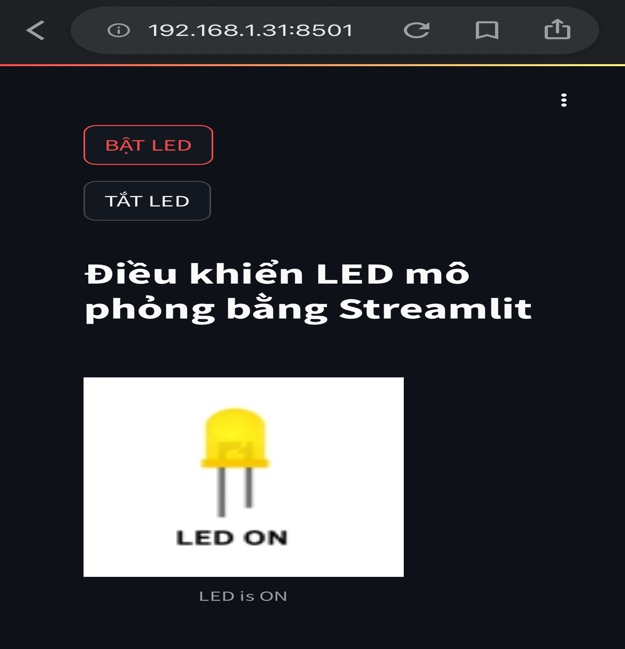 192.168.1.31:8501
BẬT LED
TẮT LED
Điều khiển LED mô
phỏng bằng Streamlit
LED ON
LED is ON